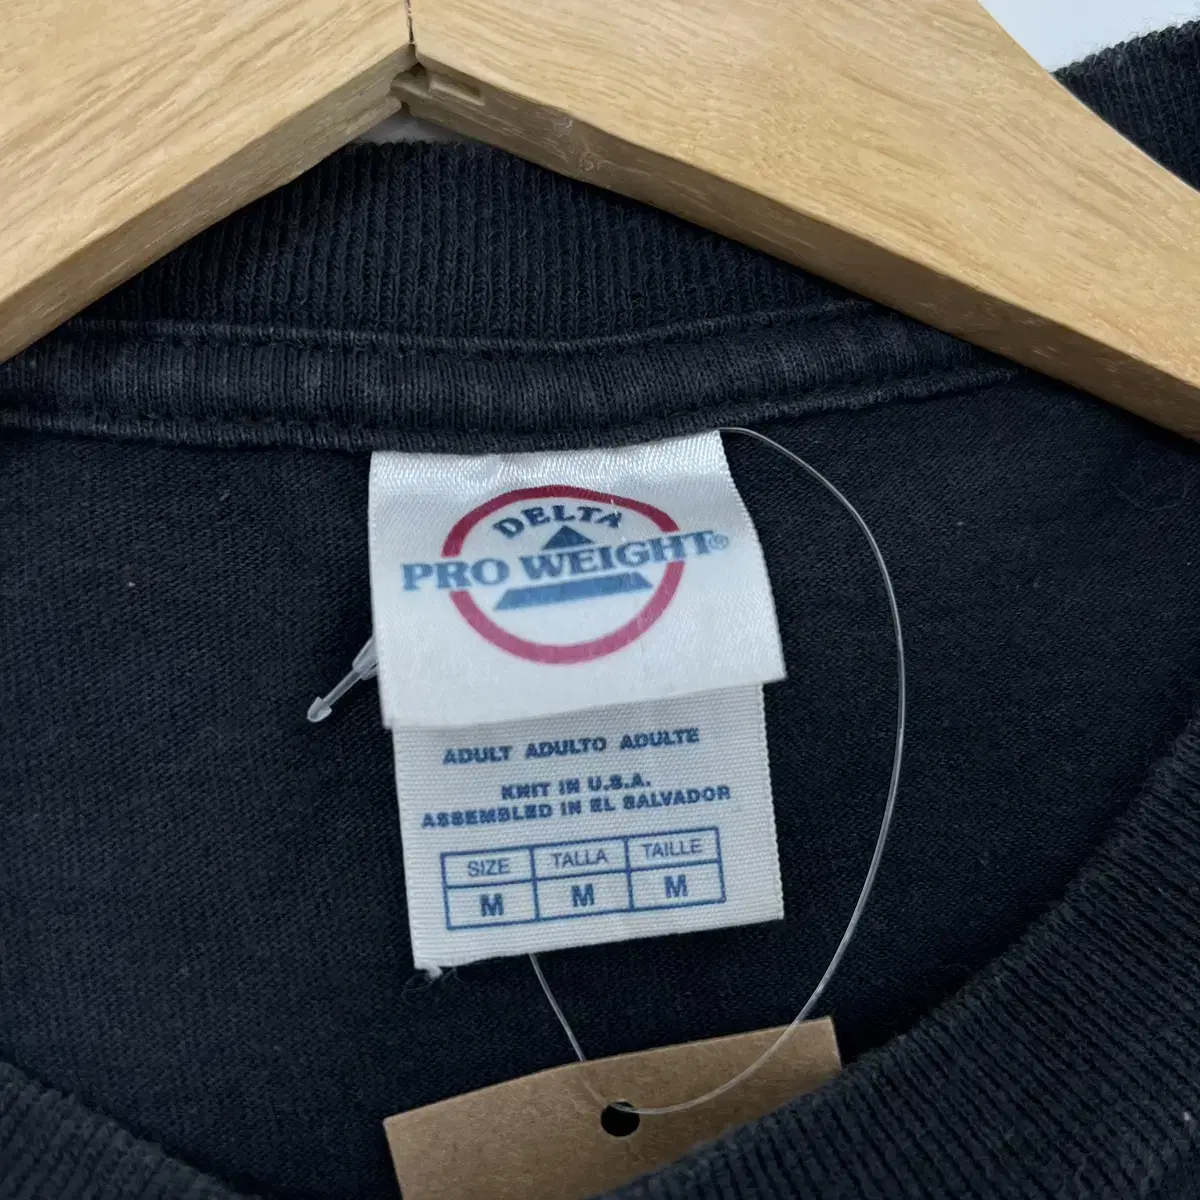 DELTA
PRO WEIGHT®
ADULT ADULTO ADULTE
KNIT IN U.S.A.
ASSEMBLED IN EL SALVADOR
SIZE TALLA TAILLE
M M M